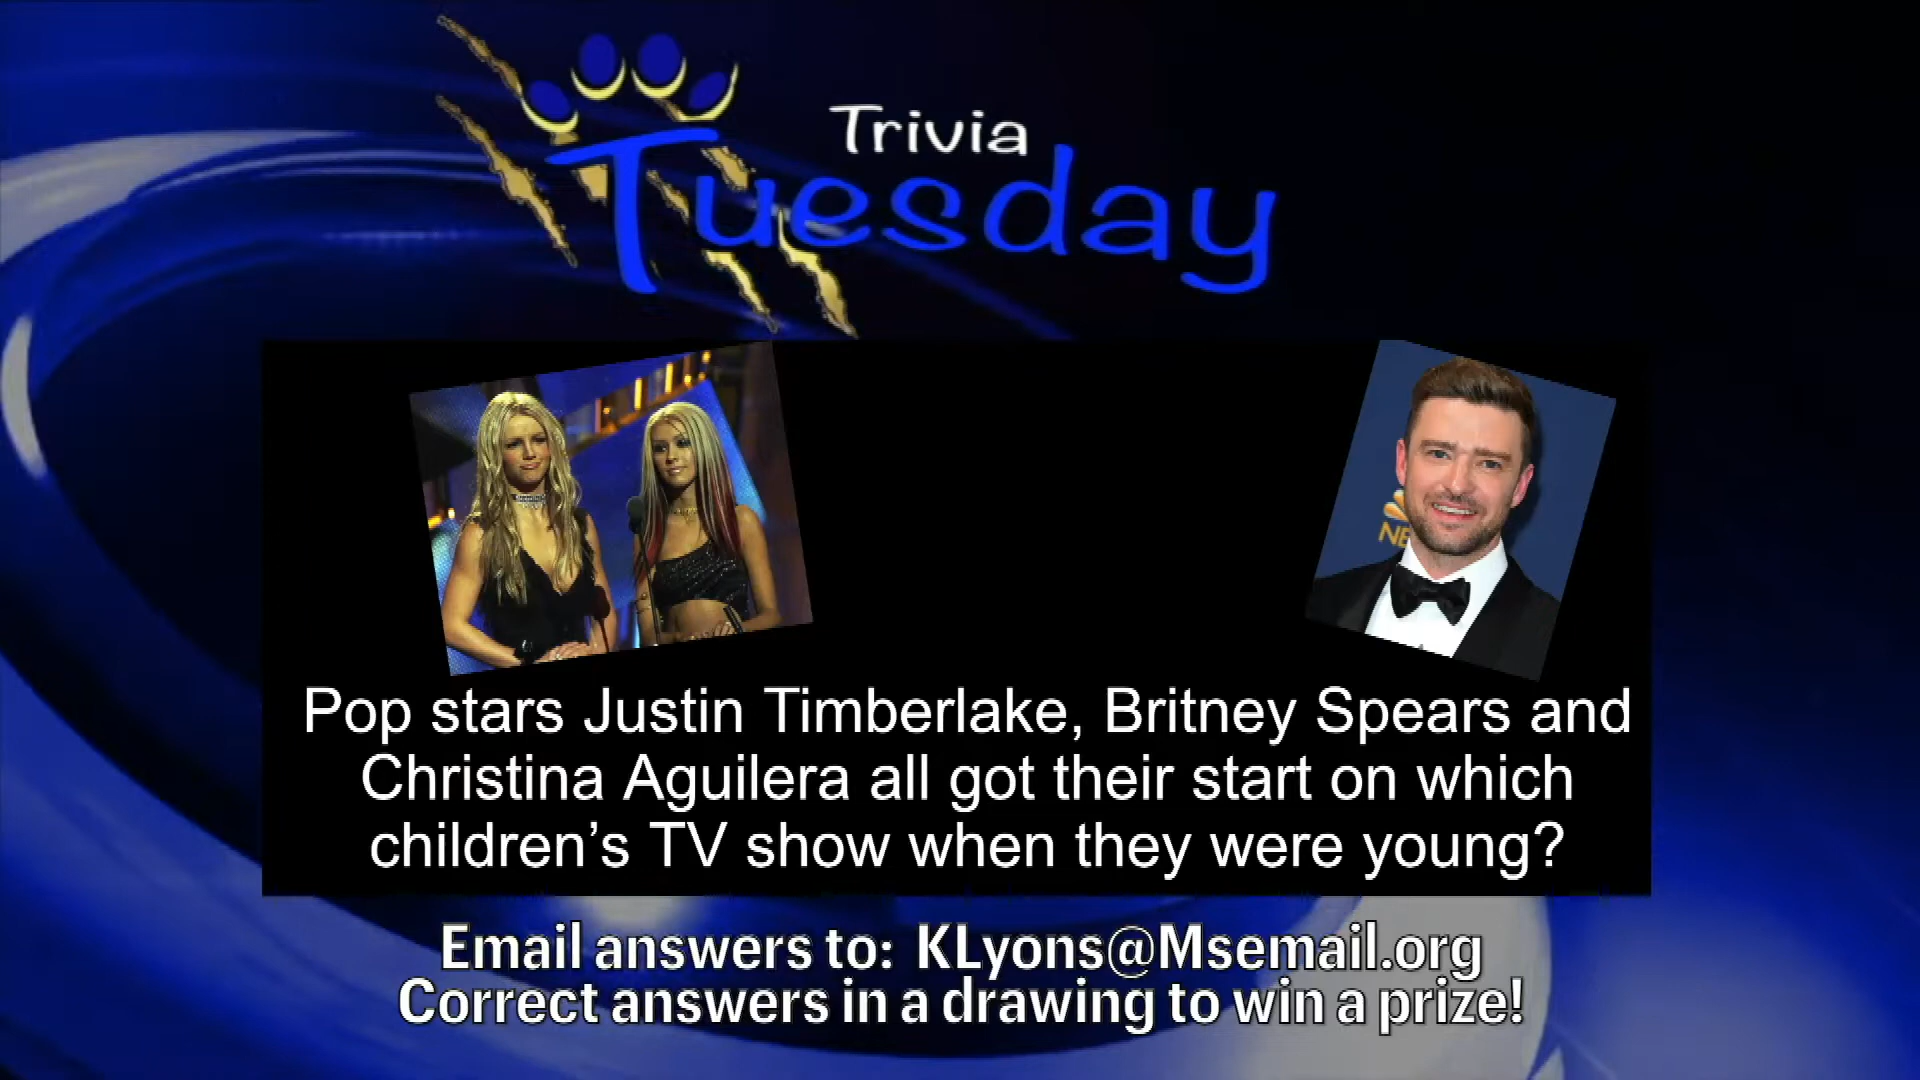 Trivia
Tuesday
NB
Pop stars Justin Timberlake, Britney Spears and
Christina Aguilera all got their start on which
children’s TV show when they were young?
Email answers to: KLyons@Msemail.org
Correct answers in a drawing to win a prize!